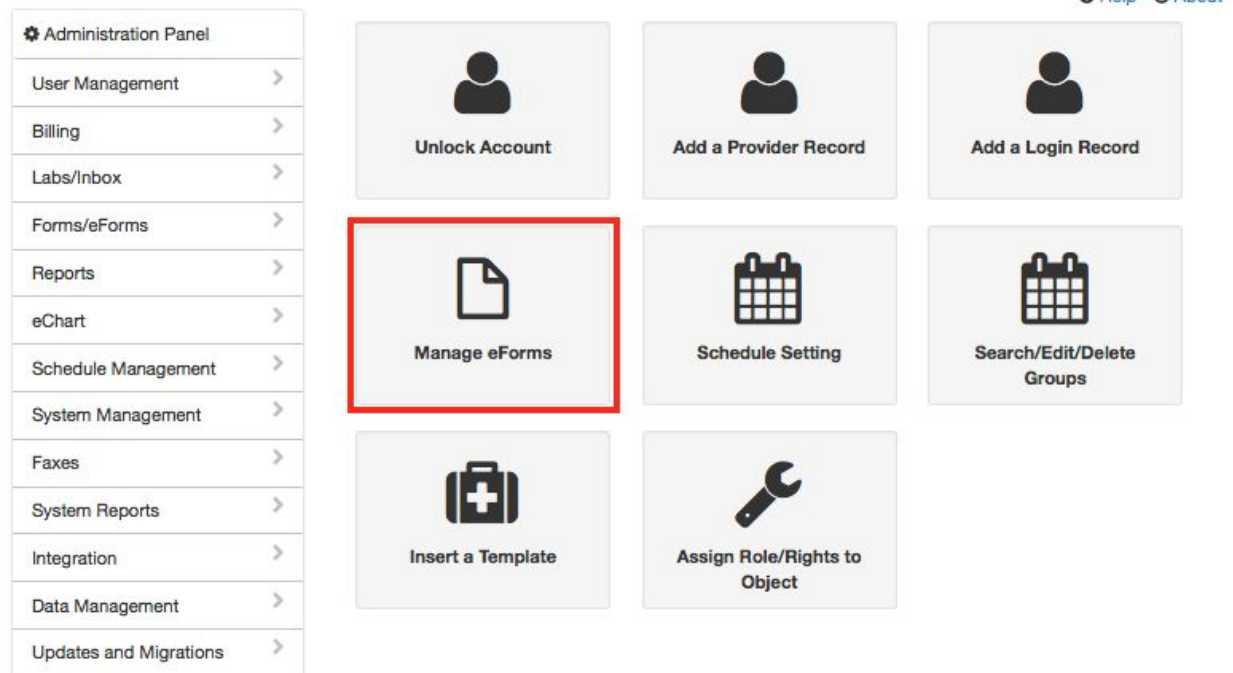 Help About
Administration Panel
User Management
Billing
Labs/Inbox
Forms/eForms
Reports
eChart
Schedule Management
System Management
Faxes
System Reports
Integration
Data Management
Updates and Migrations
Unlock Account
Add a Provider Record
Add a Login Record
Manage eForms
Schedule Setting
Search/Edit/Delete
Groups
Insert a Template
Assign Role/Rights to
Object